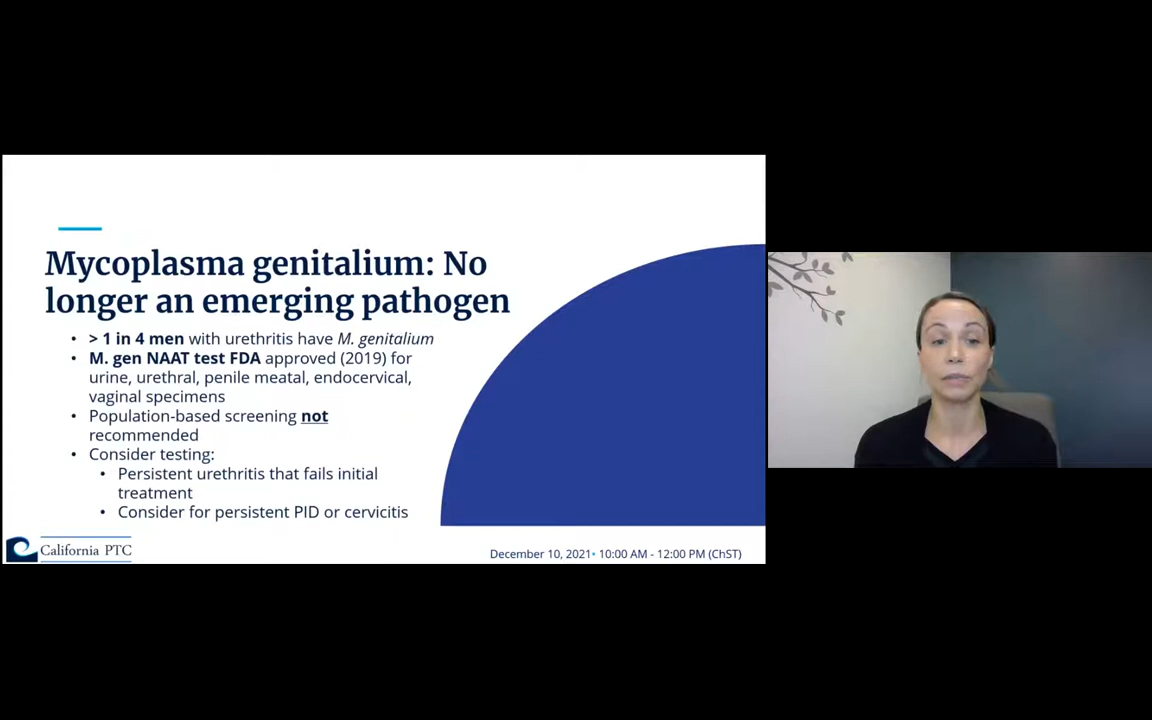 Mycoplasma genitalium: No
longer an emerging pathogen
• > 1 in 4 men with urethritis have M. genitalium
• M. gen NAAT test FDA approved (2019) for
urine, urethral, penile meatal, endocervical,
vaginal specimens
• Population-based screening not
recommended
• Consider testing:
• Persistent urethritis that fails initial
treatment
• Consider for persistent PID or cervicitis
California PTC
December 10, 2021• 10:00 AM - 12:00 PM (ChST)